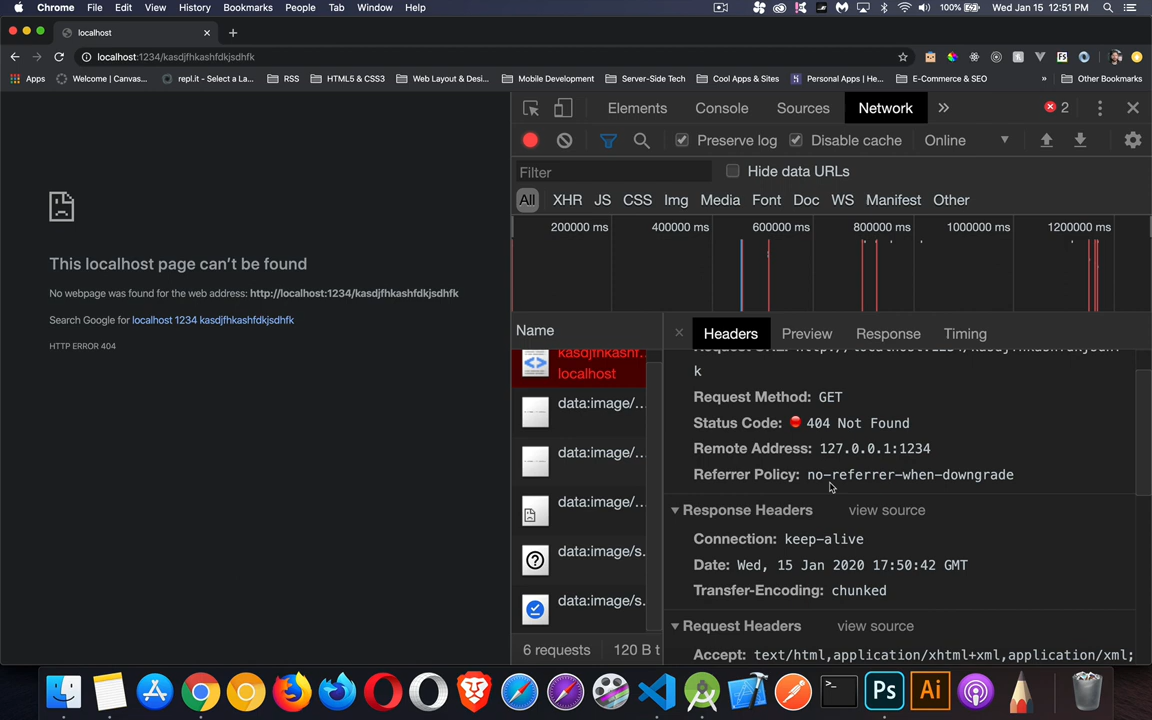 Chrome File Edit View History Bookmarks People Tab Window Help 100% Wed Jan 15 12:51 PM
localhost
localhost:1234/kasdjfhkashfdkjsdhfk
Apps Welcome | Canvas... repl.it - Select a La... RSS HTML5 & CSS3 Web Layout & Desi... Mobile Development Server-Side Tech Cool Apps & Sites Personal Apps | He... E-Commerce & SEO » Other Bookmarks
Elements Console Sources Network » 2
Preserve log Disable cache Online
Filter Hide data URLs
All XHR JS CSS Img Media Font Doc WS Manifest Other
200000 ms 400000 ms 600000 ms 800000 ms 1000000 ms 1200000 ms
This localhost page can't be found
No webpage was found for the web address: http://localhost:1234/kasdjfhkashfdkjsdhfk
Search Google for localhost 1234 kasdjfhkashfdkjsdhfk
HTTP ERROR 404
Name
kasdjfhkashf...
localhost
data:image/...
data:image/...
data:image/...
data:image/s...
data:image/s...
6 requests 120 B t
Headers Preview Response Timing
k
Request Method: GET
Status Code: 404 Not Found
Remote Address: 127.0.0.1:1234
Referrer Policy: no-referrer-when-downgrade
Response Headers view source
Connection: keep-alive
Date: Wed, 15 Jan 2020 17:50:42 GMT
Transfer-Encoding: chunked
Request Headers view source
Accept: text/html,application/xhtml+xml,application/xml;
Ps
Ai